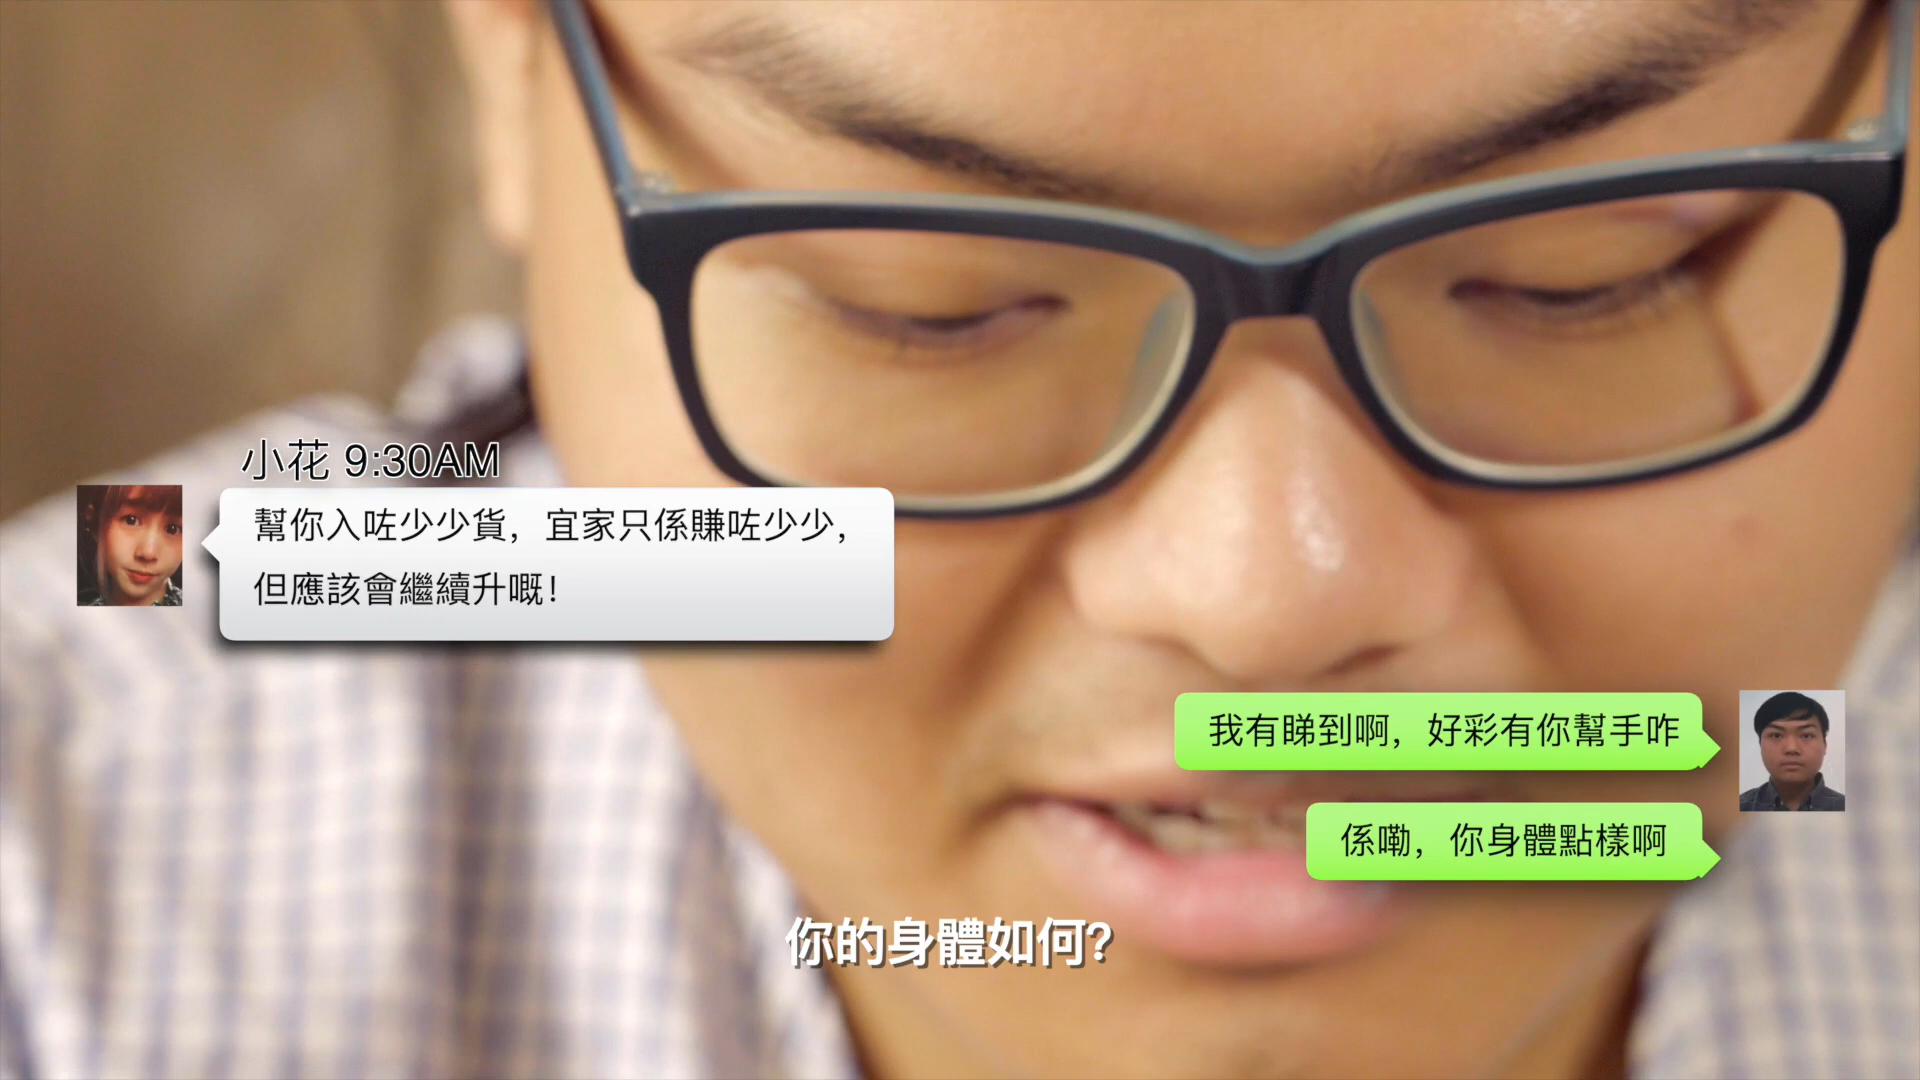 小花 9:30AM
幫你入咗少少貨，宜家只係賺咗少少，
但應該會繼續升嘅！
我有睇到啊，好彩有你幫手咋
係嘞，你身體點樣啊
你的身體如何？